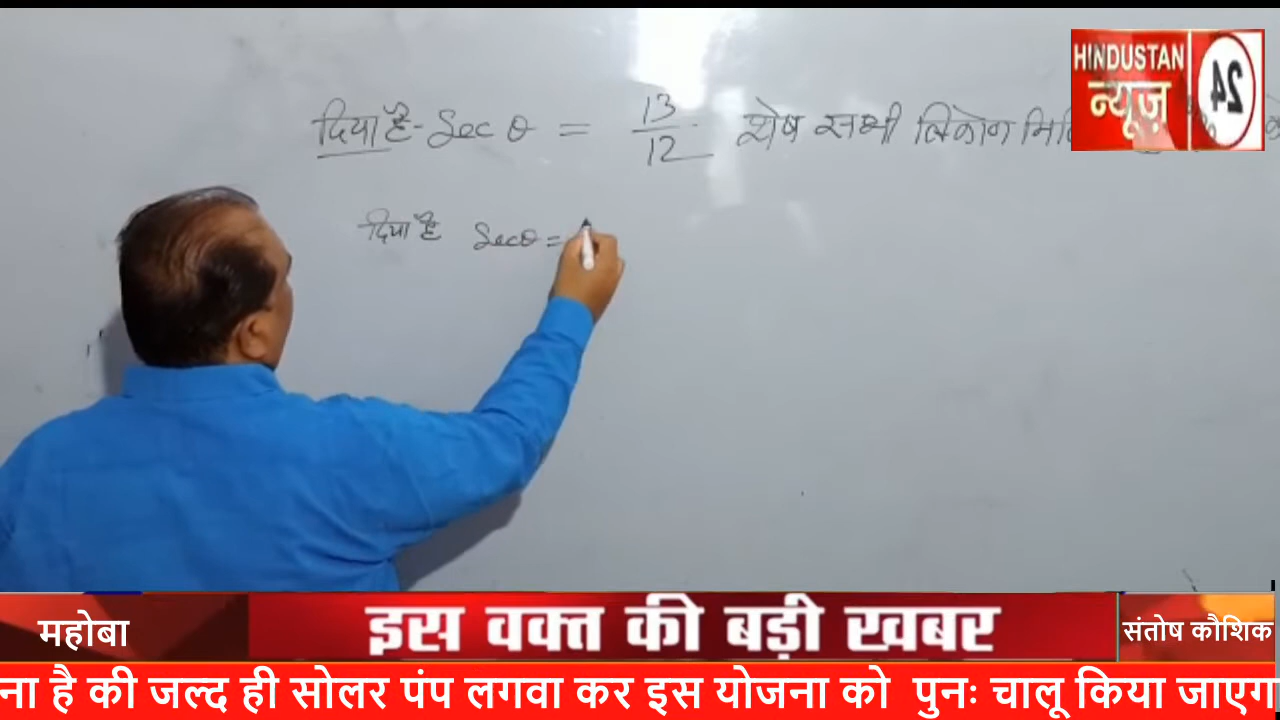 HINDUSTAN
न्यूज़
24
दिया है - Sec θ = 13/12 शेष सभी त्रिकोण
दिया है Secθ =
महोबा
इस वक्त की बड़ी खबर
संतोष कौशिक
ना है की जल्द ही सोलर पंप लगवा कर इस योजना को पुनः चालू किया जाएग